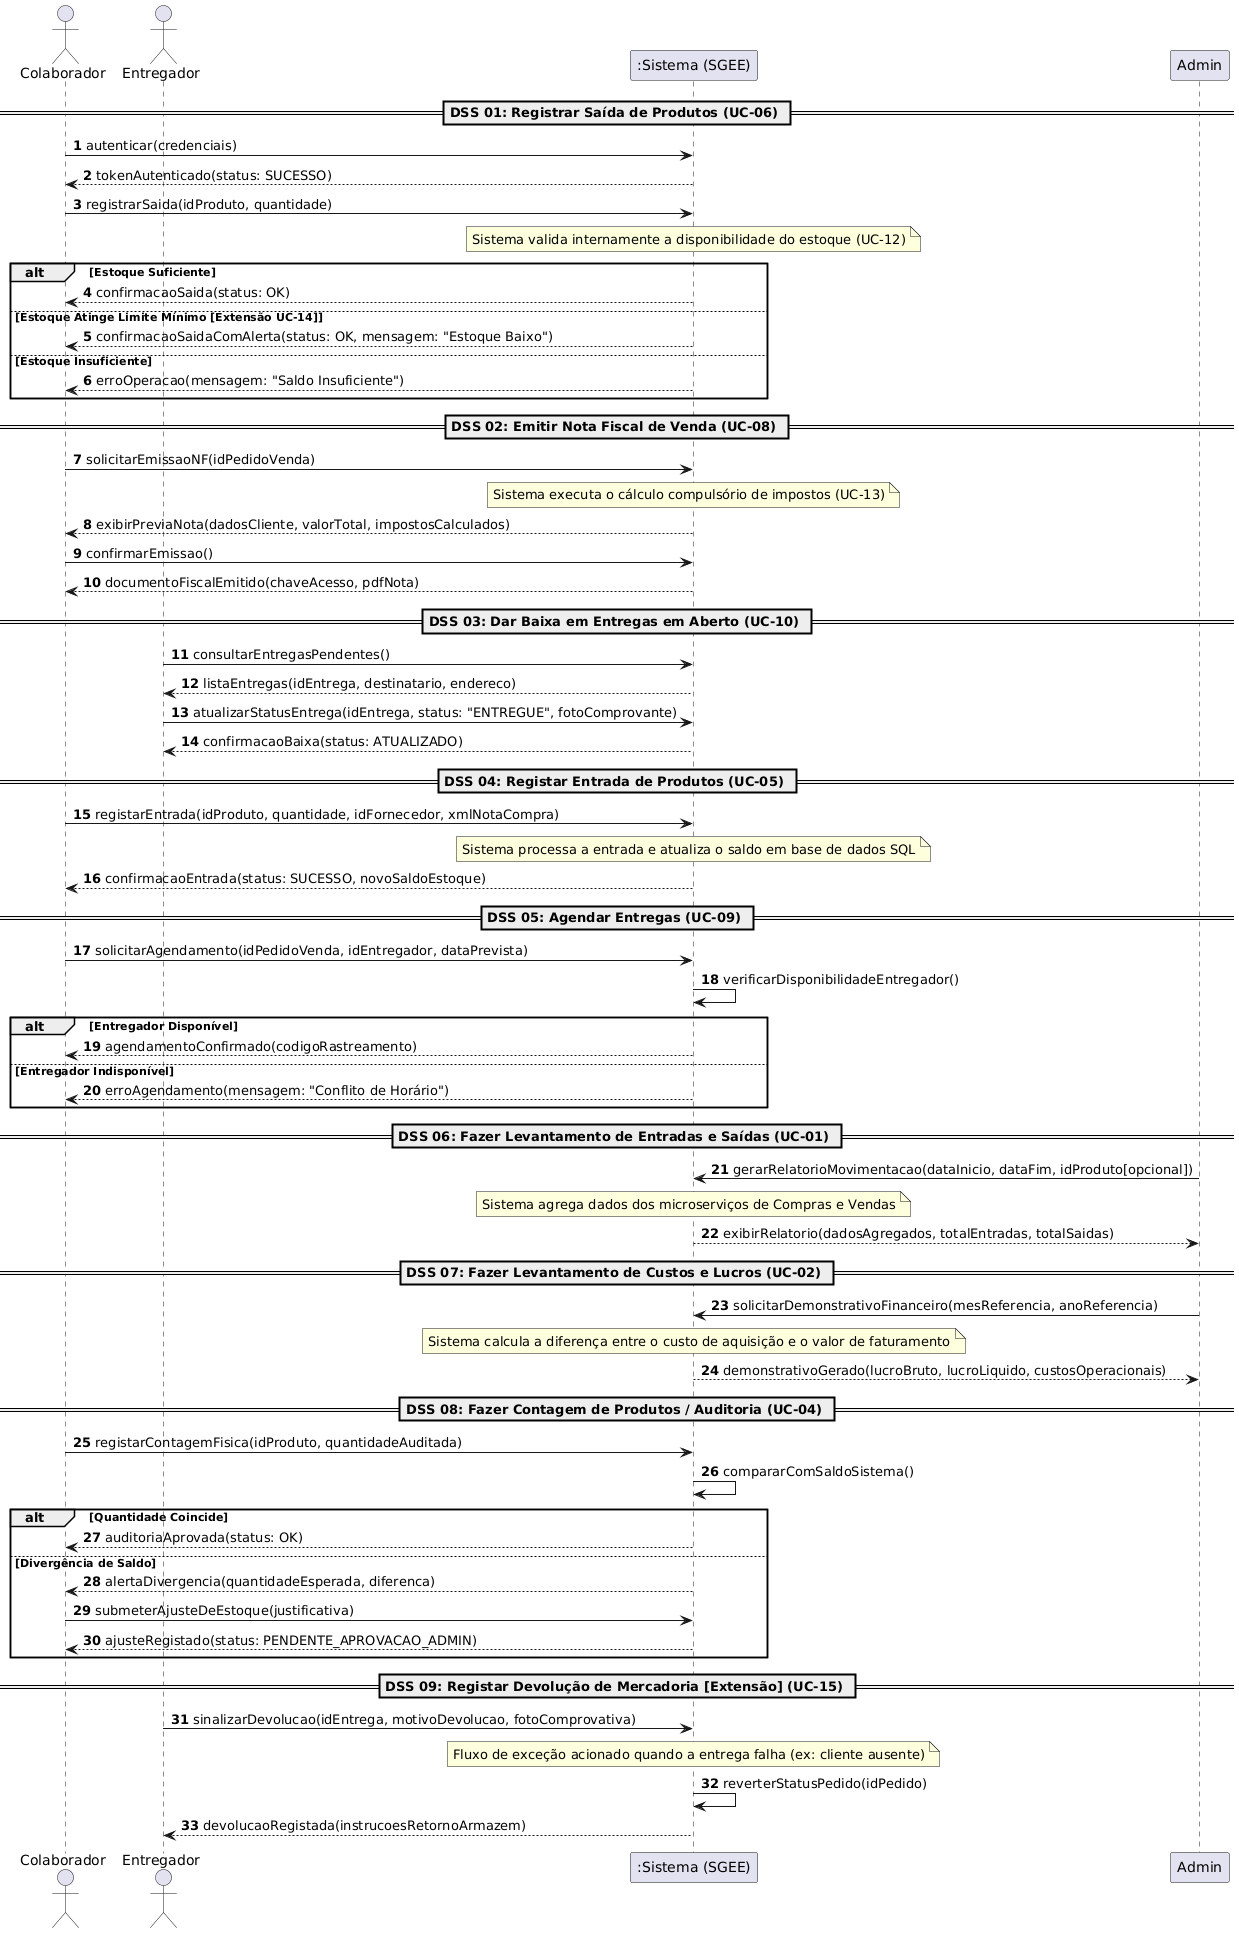 Colaborador Entregador :Sistema (SGEE) Admin
DSS 01: Registrar Saída de Produtos (UC-06)
1 autenticar(credenciais)
2 tokenAutenticado(status: SUCESSO)
3 registrarSaida(idProduto, quantidade)
Sistema valida internamente a disponibilidade do estoque (UC-12)
alt [Estoque Suficiente]
4 confirmacaoSaida(status: OK)
[Estoque Atinge Limite Mínimo [Extensão UC-14]]
5 confirmacaoSaidaComAlerta(status: OK, mensagem: "Estoque Baixo")
[Estoque Insuficiente]
6 erroOperacao(mensagem: "Saldo Insuficiente")
DSS 02: Emitir Nota Fiscal de Venda (UC-08)
7 solicitarEmissaoNF(idPedidoVenda)
Sistema executa o cálculo compulsório de impostos (UC-13)
8 exibirPreviaNota(dadosCliente, valorTotal, impostosCalculados)
9 confirmarEmissao()
10 documentoFiscalEmitido(chaveAcesso, pdfNota)
DSS 03: Dar Baixa em Entregas em Aberto (UC-10)
11 consultarEntregasPendentes()
12 listaEntregas(idEntrega, destinatario, endereco)
13 atualizarStatusEntrega(idEntrega, status: "ENTREGUE", fotoComprovante)
14 confirmacaoBaixa(status: ATUALIZADO)
DSS 04: Registar Entrada de Produtos (UC-05)
15 registarEntrada(idProduto, quantidade, idFornecedor, xmlNotaCompra)
Sistema processa a entrada e atualiza o saldo em base de dados SQL
16 confirmacaoEntrada(status: SUCESSO, novoSaldoEstoque)
DSS 05: Agendar Entregas (UC-09)
17 solicitarAgendamento(idPedidoVenda, idEntregador, dataPrevista)
18 verificarDisponibilidadeEntregador()
alt [Entregador Disponível]
19 agendamentoConfirmado(codigoRastreamento)
[Entregador Indisponível]
20 erroAgendamento(mensagem: "Conflito de Horário")
DSS 06: Fazer Levantamento de Entradas e Saídas (UC-01)
21 gerarRelatorioMovimentacao(dataInicio, dataFim, idProduto[opcional])
Sistema agrega dados dos microserviços de Compras e Vendas
22 exibirRelatorio(dadosAgregados, totalEntradas, totalSaidas)
DSS 07: Fazer Levantamento de Custos e Lucros (UC-02)
23 solicitarDemonstrativoFinanceiro(mesReferencia, anoReferencia)
Sistema calcula a diferença entre o custo de aquisição e o valor de faturamento
24 demonstrativoGerado(lucroBruto, lucroLiquido, custosOperacionais)
DSS 08: Fazer Contagem de Produtos / Auditoria (UC-04)
25 registarContagemFisica(idProduto, quantidadeAuditada)
26 compararComSaldoSistema()
alt [Quantidade Coincide]
27 auditoriaAprovada(status: OK)
[Divergência de Saldo]
28 alertaDivergencia(quantidadeEsperada, diferenca)
29 submeterAjusteDeEstoque(justificativa)
30 ajusteRegistado(status: PENDENTE_APROVACAO_ADMIN)
DSS 09: Registar Devolução de Mercadoria [Extensão] (UC-15)
31 sinalizarDevolucao(idEntrega, motivoDevolucao, fotoComprovativa)
Fluxo de exceção acionado quando a entrega falha (ex: cliente ausente)
32 reverterStatusPedido(idPedido)
33 devolucaoRegistada(instrucoesRetornoArmazem)
Colaborador Entregador :Sistema (SGEE) Admin